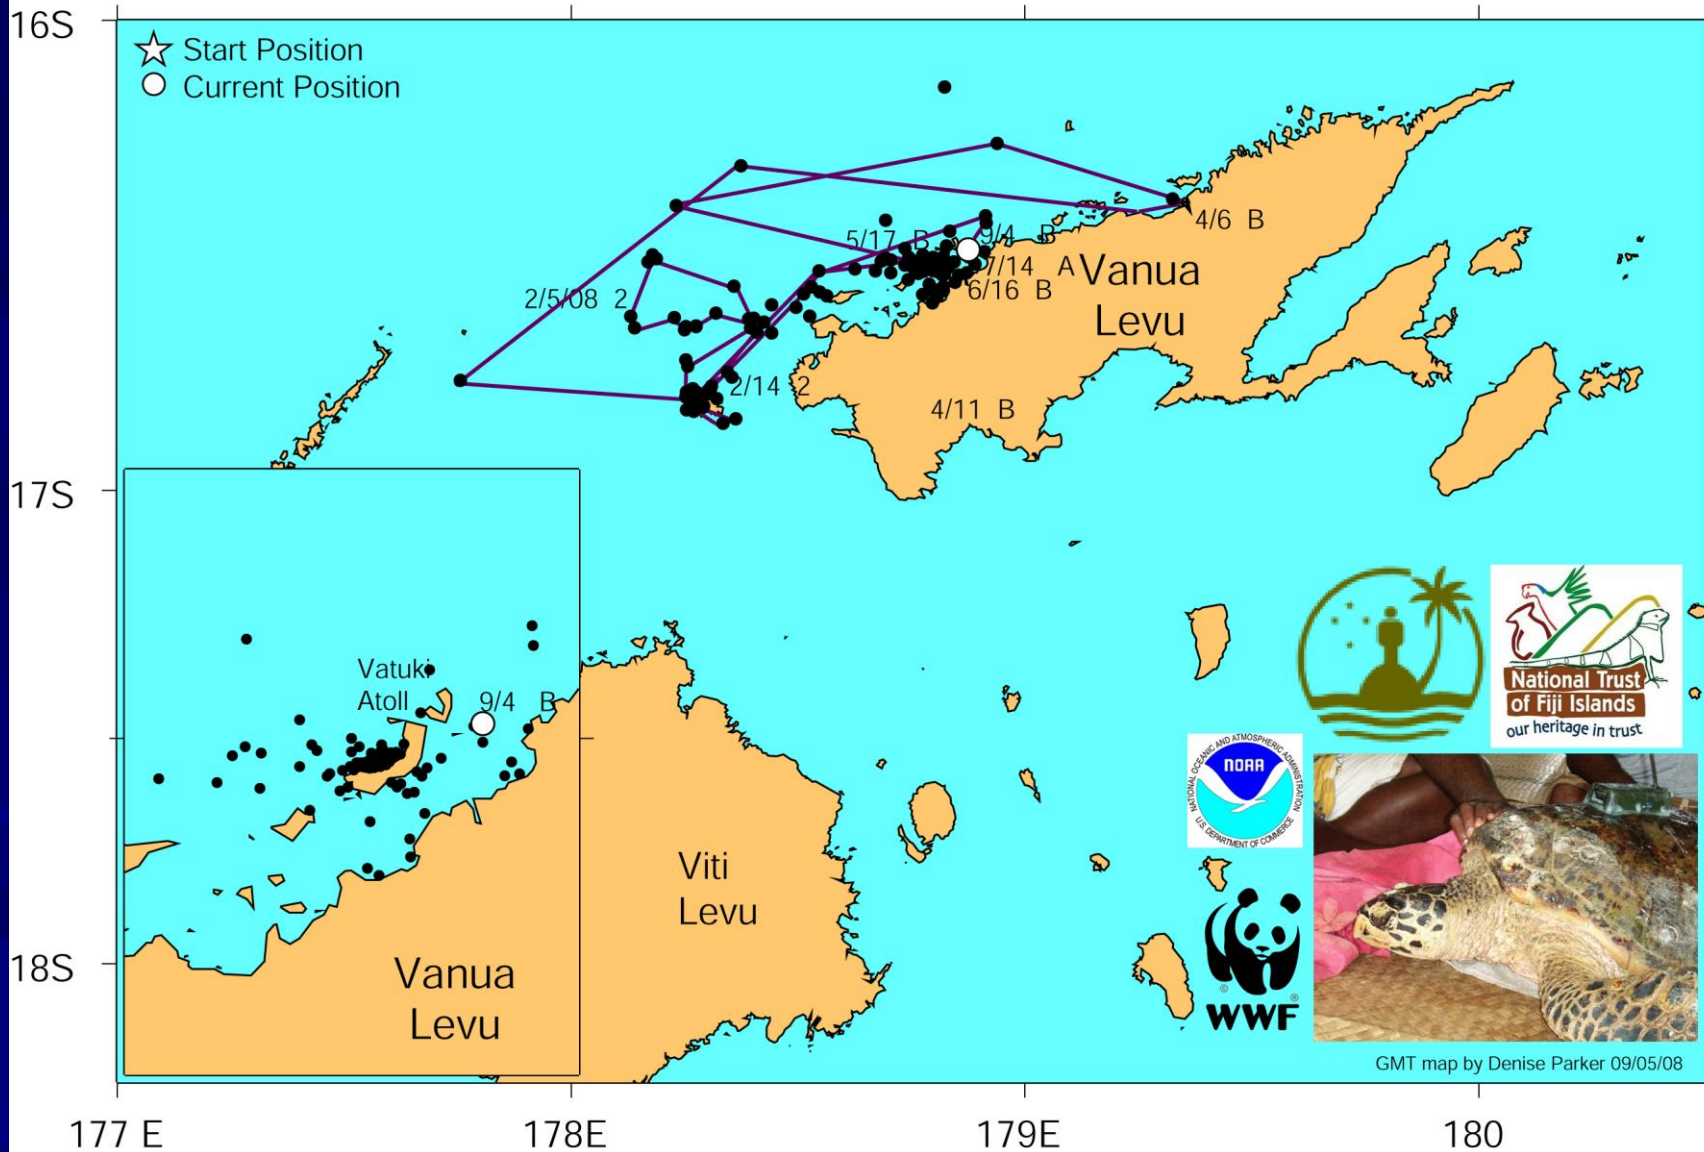 16S
Start Position
Current Position
4/6 B
5/17 B
9/4 B
7/14 A
6/16 B
Vanua
Levu
2/5/08 2
2/14 2
4/11 B
17S
Vatuki
Atoll
9/4 B
National Trust
of Fiji Islands
our heritage in trust
NATIONAL OCEANIC AND ATMOSPHERIC ADMINISTRATION
NOAA
U.S. DEPARTMENT OF COMMERCE
Viti
Levu
18S
Vanua
Levu
©
®
WWF
GMT map by Denise Parker 09/05/08
177 E
178E
179E
180